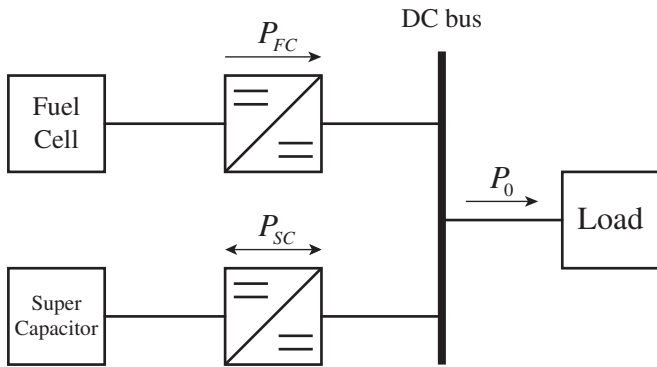 DC bus
P_FC
Fuel
Cell
P_0
Load
P_SC
Super
Capacitor